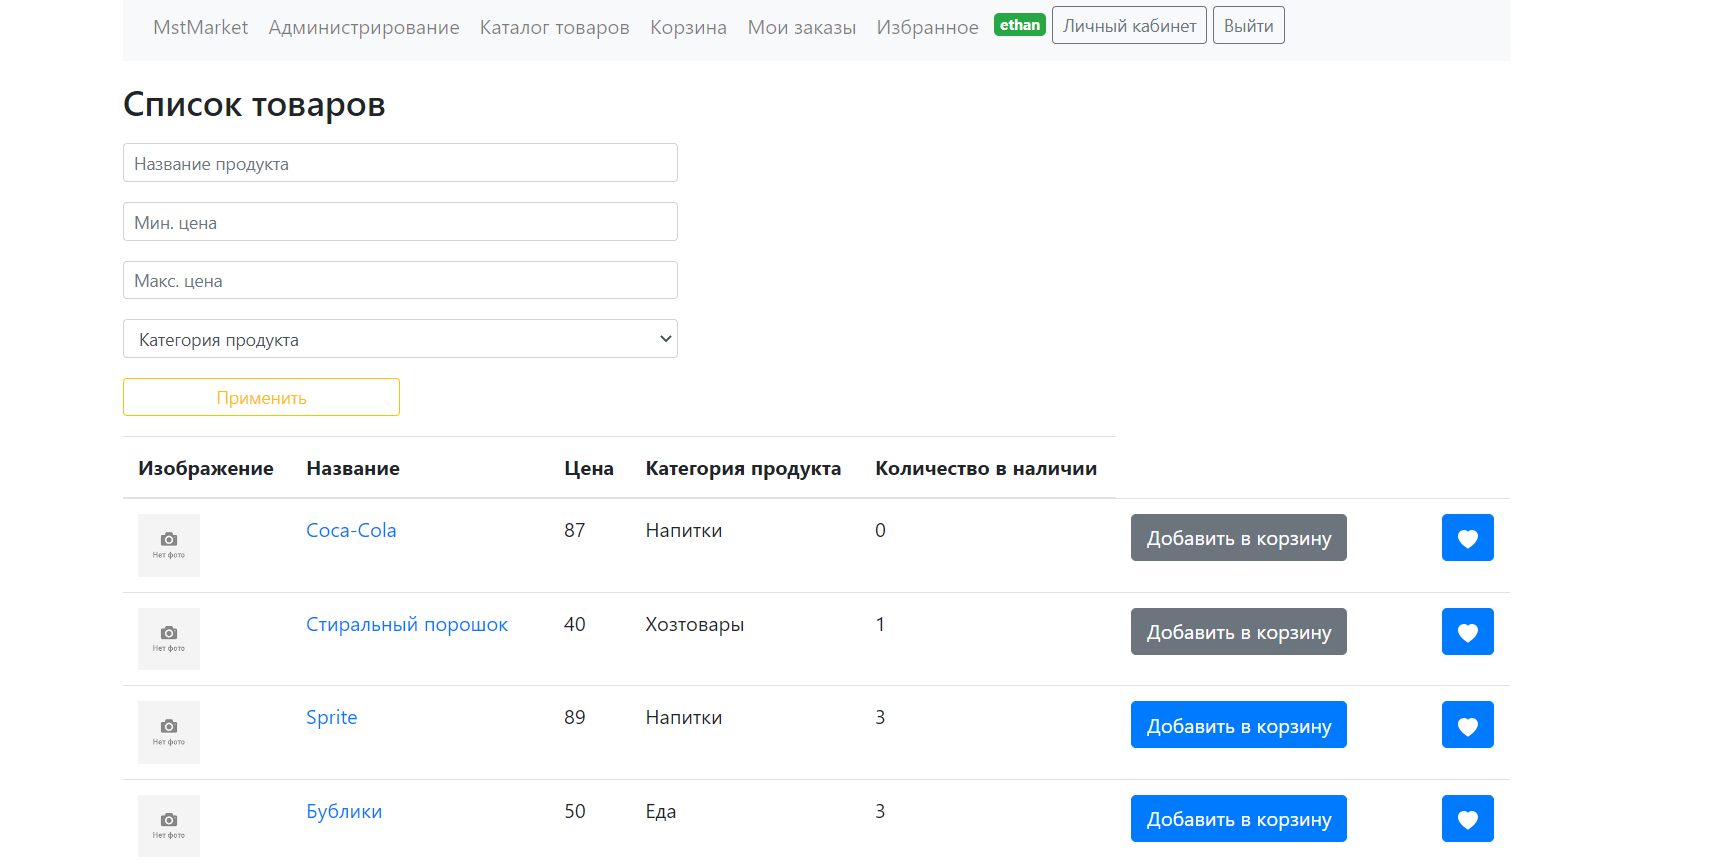 MstMarket Администрирование Каталог товаров Корзина Мои заказы Избранное ethan Личный кабинет Выйти
Список товаров
Название продукта
Мин. цена
Макс. цена
Категория продукта
Применить
Изображение Название Цена Категория продукта Количество в наличии
Нет фото Coca-Cola 87 Напитки 0 Добавить в корзину
Нет фото Стиральный порошок 40 Хозтовары 1 Добавить в корзину
Нет фото Sprite 89 Напитки 3 Добавить в корзину
Нет фото Бублики 50 Еда 3 Добавить в корзину